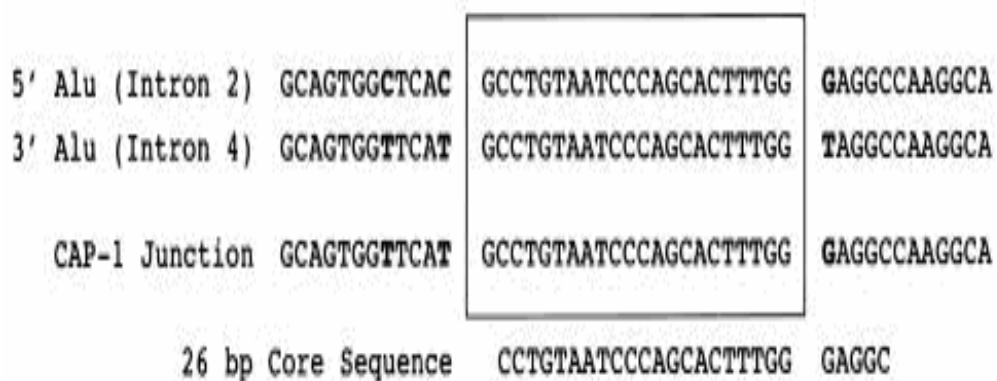 5′ Alu (Intron 2) GCAGTGGCTCAC GCCTGTAATCCCAGCACTTTGG GAGGCCAAGGCA
3′ Alu (Intron 4) GCAGTGGTTCAT GCCTGTAATCCCAGCACTTTGG TAGGCCAAGGCA
CAP-1 Junction GCAGTGGTTCAT GCCTGTAATCCCAGCACTTTGG GAGGCCAAGGCA
26 bp Core Sequence CCTGTAATCCCAGCACTTTGG GAGGC